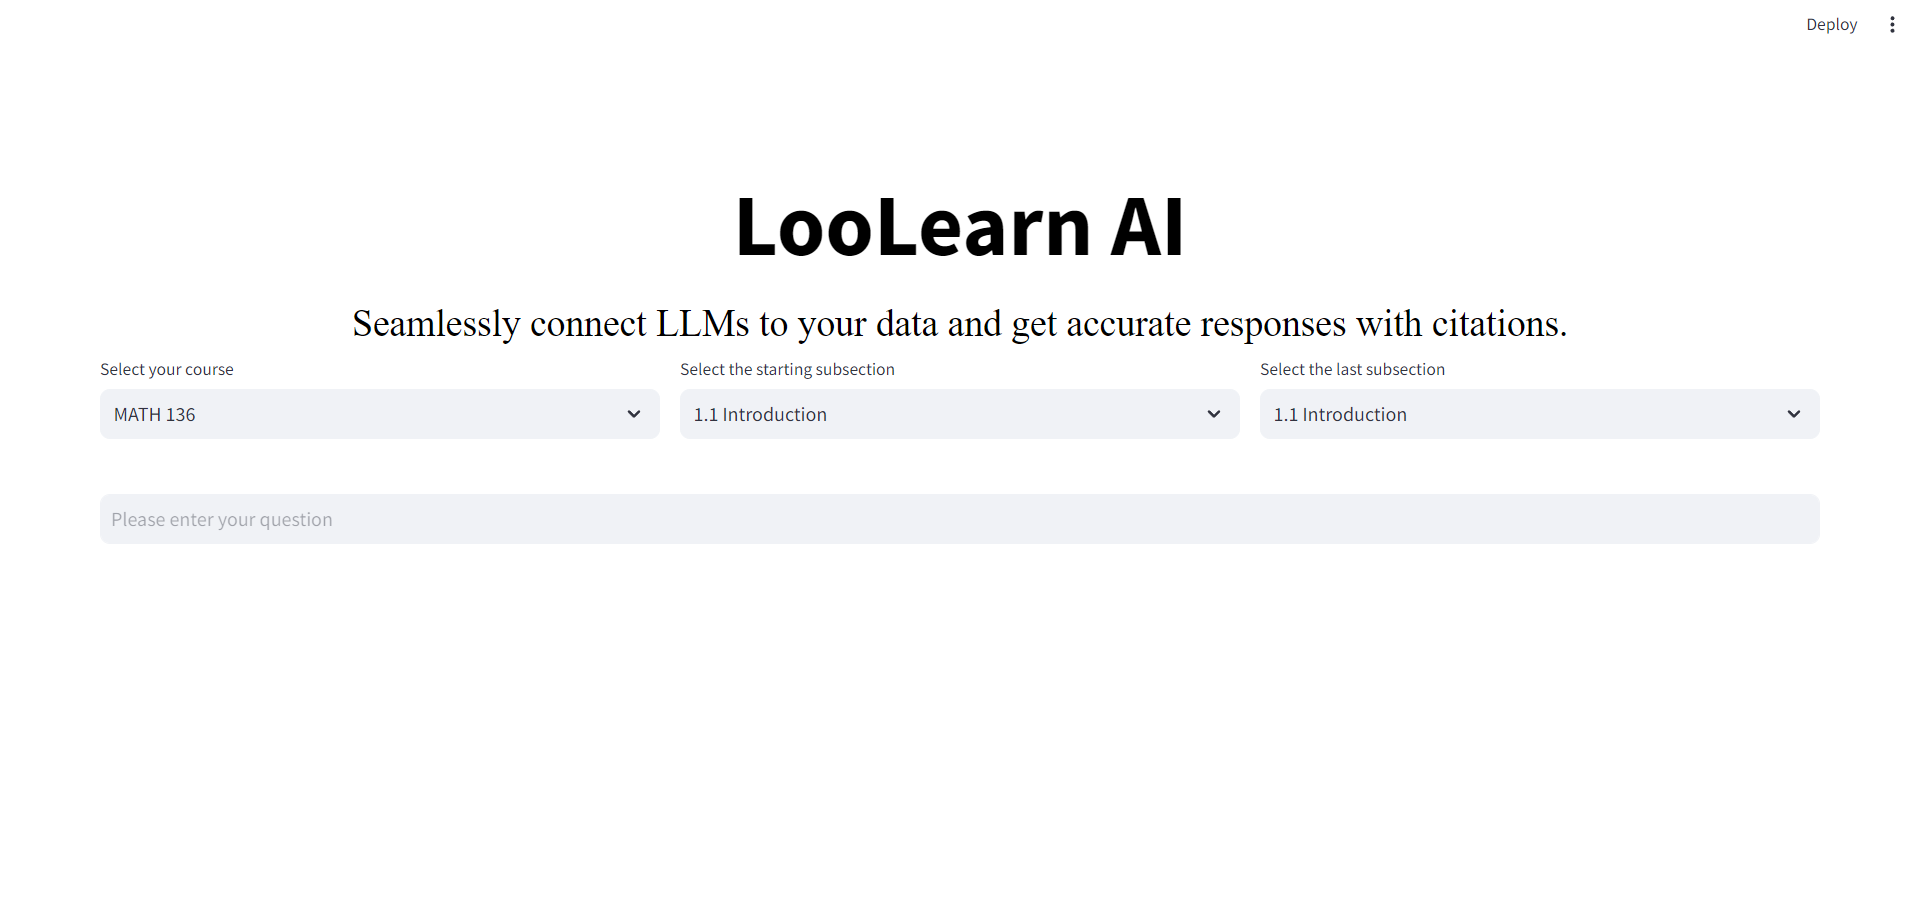 Deploy
LooLearn AI
Seamlessly connect LLMs to your data and get accurate responses with citations.
Select your course
Select the starting subsection
Select the last subsection
MATH 136
1.1 Introduction
1.1 Introduction
Please enter your question